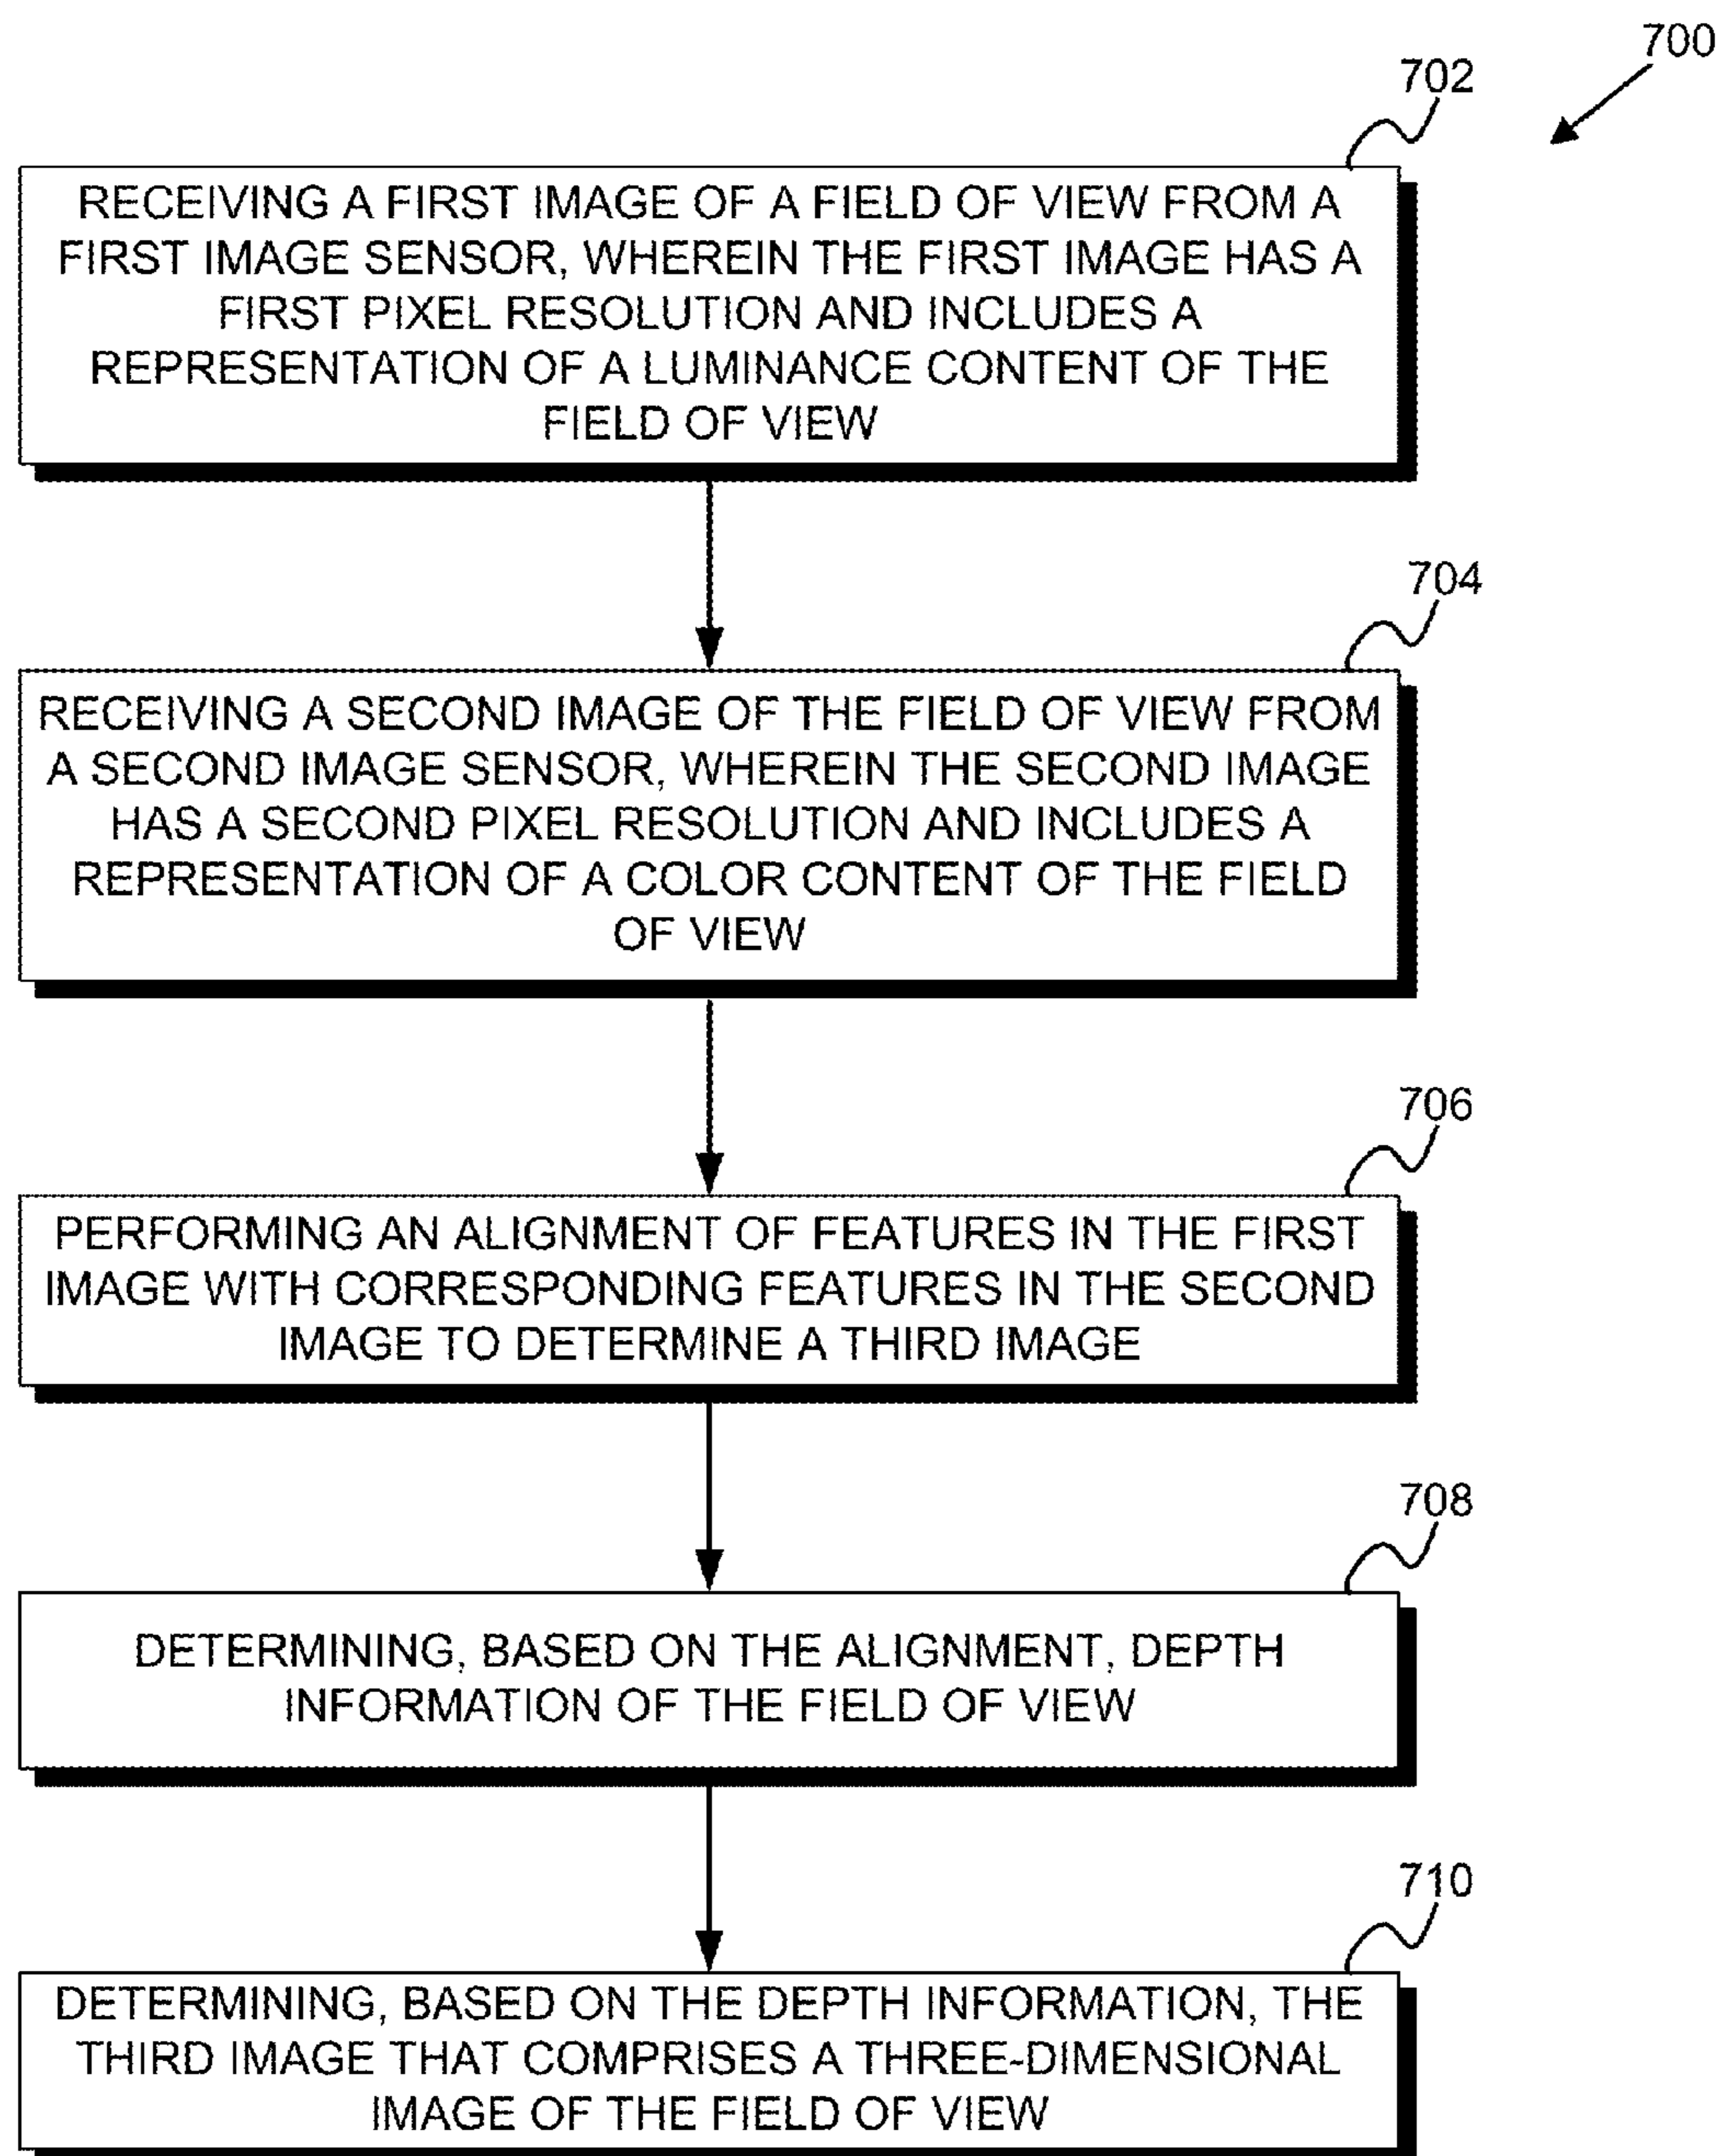 700
702
RECEIVING A FIRST IMAGE OF A FIELD OF VIEW FROM A
FIRST IMAGE SENSOR, WHEREIN THE FIRST IMAGE HAS A
FIRST PIXEL RESOLUTION AND INCLUDES A
REPRESENTATION OF A LUMINANCE CONTENT OF THE
FIELD OF VIEW
704
RECEIVING A SECOND IMAGE OF THE FIELD OF VIEW FROM
A SECOND IMAGE SENSOR, WHEREIN THE SECOND IMAGE
HAS A SECOND PIXEL RESOLUTION AND INCLUDES A
REPRESENTATION OF A COLOR CONTENT OF THE FIELD
OF VIEW
706
PERFORMING AN ALIGNMENT OF FEATURES IN THE FIRST
IMAGE WITH CORRESPONDING FEATURES IN THE SECOND
IMAGE TO DETERMINE A THIRD IMAGE
708
DETERMINING, BASED ON THE ALIGNMENT, DEPTH
INFORMATION OF THE FIELD OF VIEW
710
DETERMINING, BASED ON THE DEPTH INFORMATION, THE
THIRD IMAGE THAT COMPRISES A THREE-DIMENSIONAL
IMAGE OF THE FIELD OF VIEW